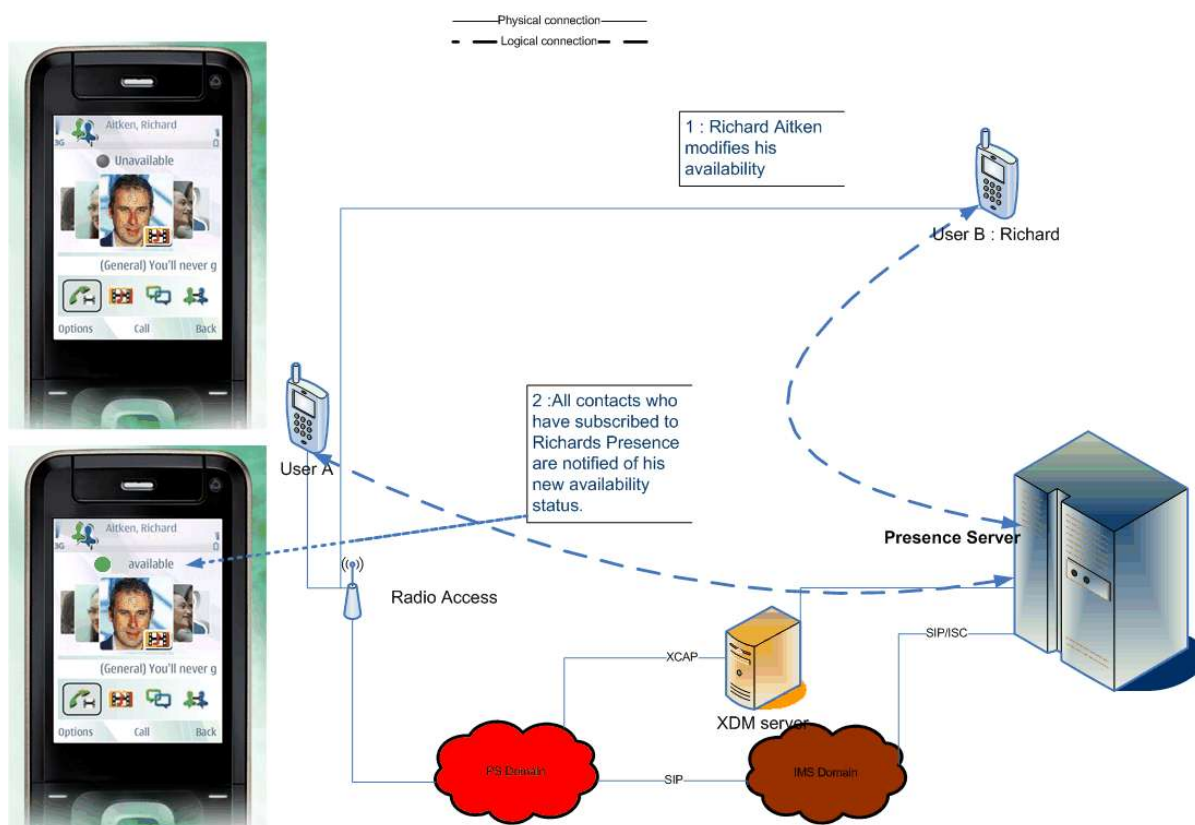 Physical connection
Logical connection
3G
Aitken, Richard
Unavailable
(General) You'll never g
Options Call Back
1 : Richard Aitken
modifies his
availability
User B : Richard
User A
2 :All contacts who
have subscribed to
Richards Presence
are notified of his
new availability
status.
3G
Aitken, Richard
available
(General) You'll never g
Options Call Back
Radio Access
Presence Server
SIP/ISC
XCAP
XDM server
PS Domain
SIP
IMS Domain